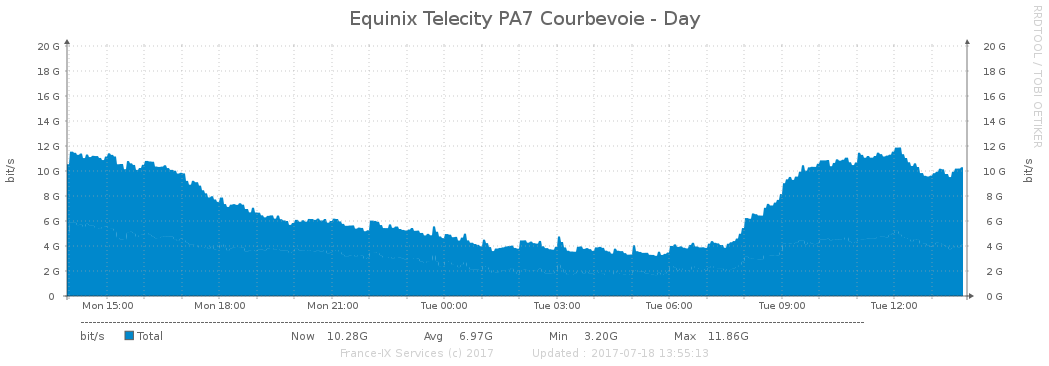 Equinix Telecity PA7 Courbevoie - Day
RRDTOOL / TOBI OETIKER
bit/s
20 G
18 G
16 G
14 G
12 G
10 G
8 G
6 G
4 G
2 G
0
20 G
18 G
16 G
14 G
12 G
10 G
8 G
6 G
4 G
2 G
0 G
bit/s
Mon 15:00 Mon 18:00 Mon 21:00 Tue 00:00 Tue 03:00 Tue 06:00 Tue 09:00 Tue 12:00
bit/s Total Now 10.28G Avg 6.97G Min 3.20G Max 11.86G
France-IX Services (c) 2017 Updated : 2017-07-18 13:55:13